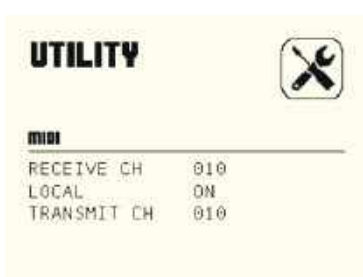 UTILITY
MIDI
RECEIVE CH 010
LOCAL ON
TRANSMIT CH 010